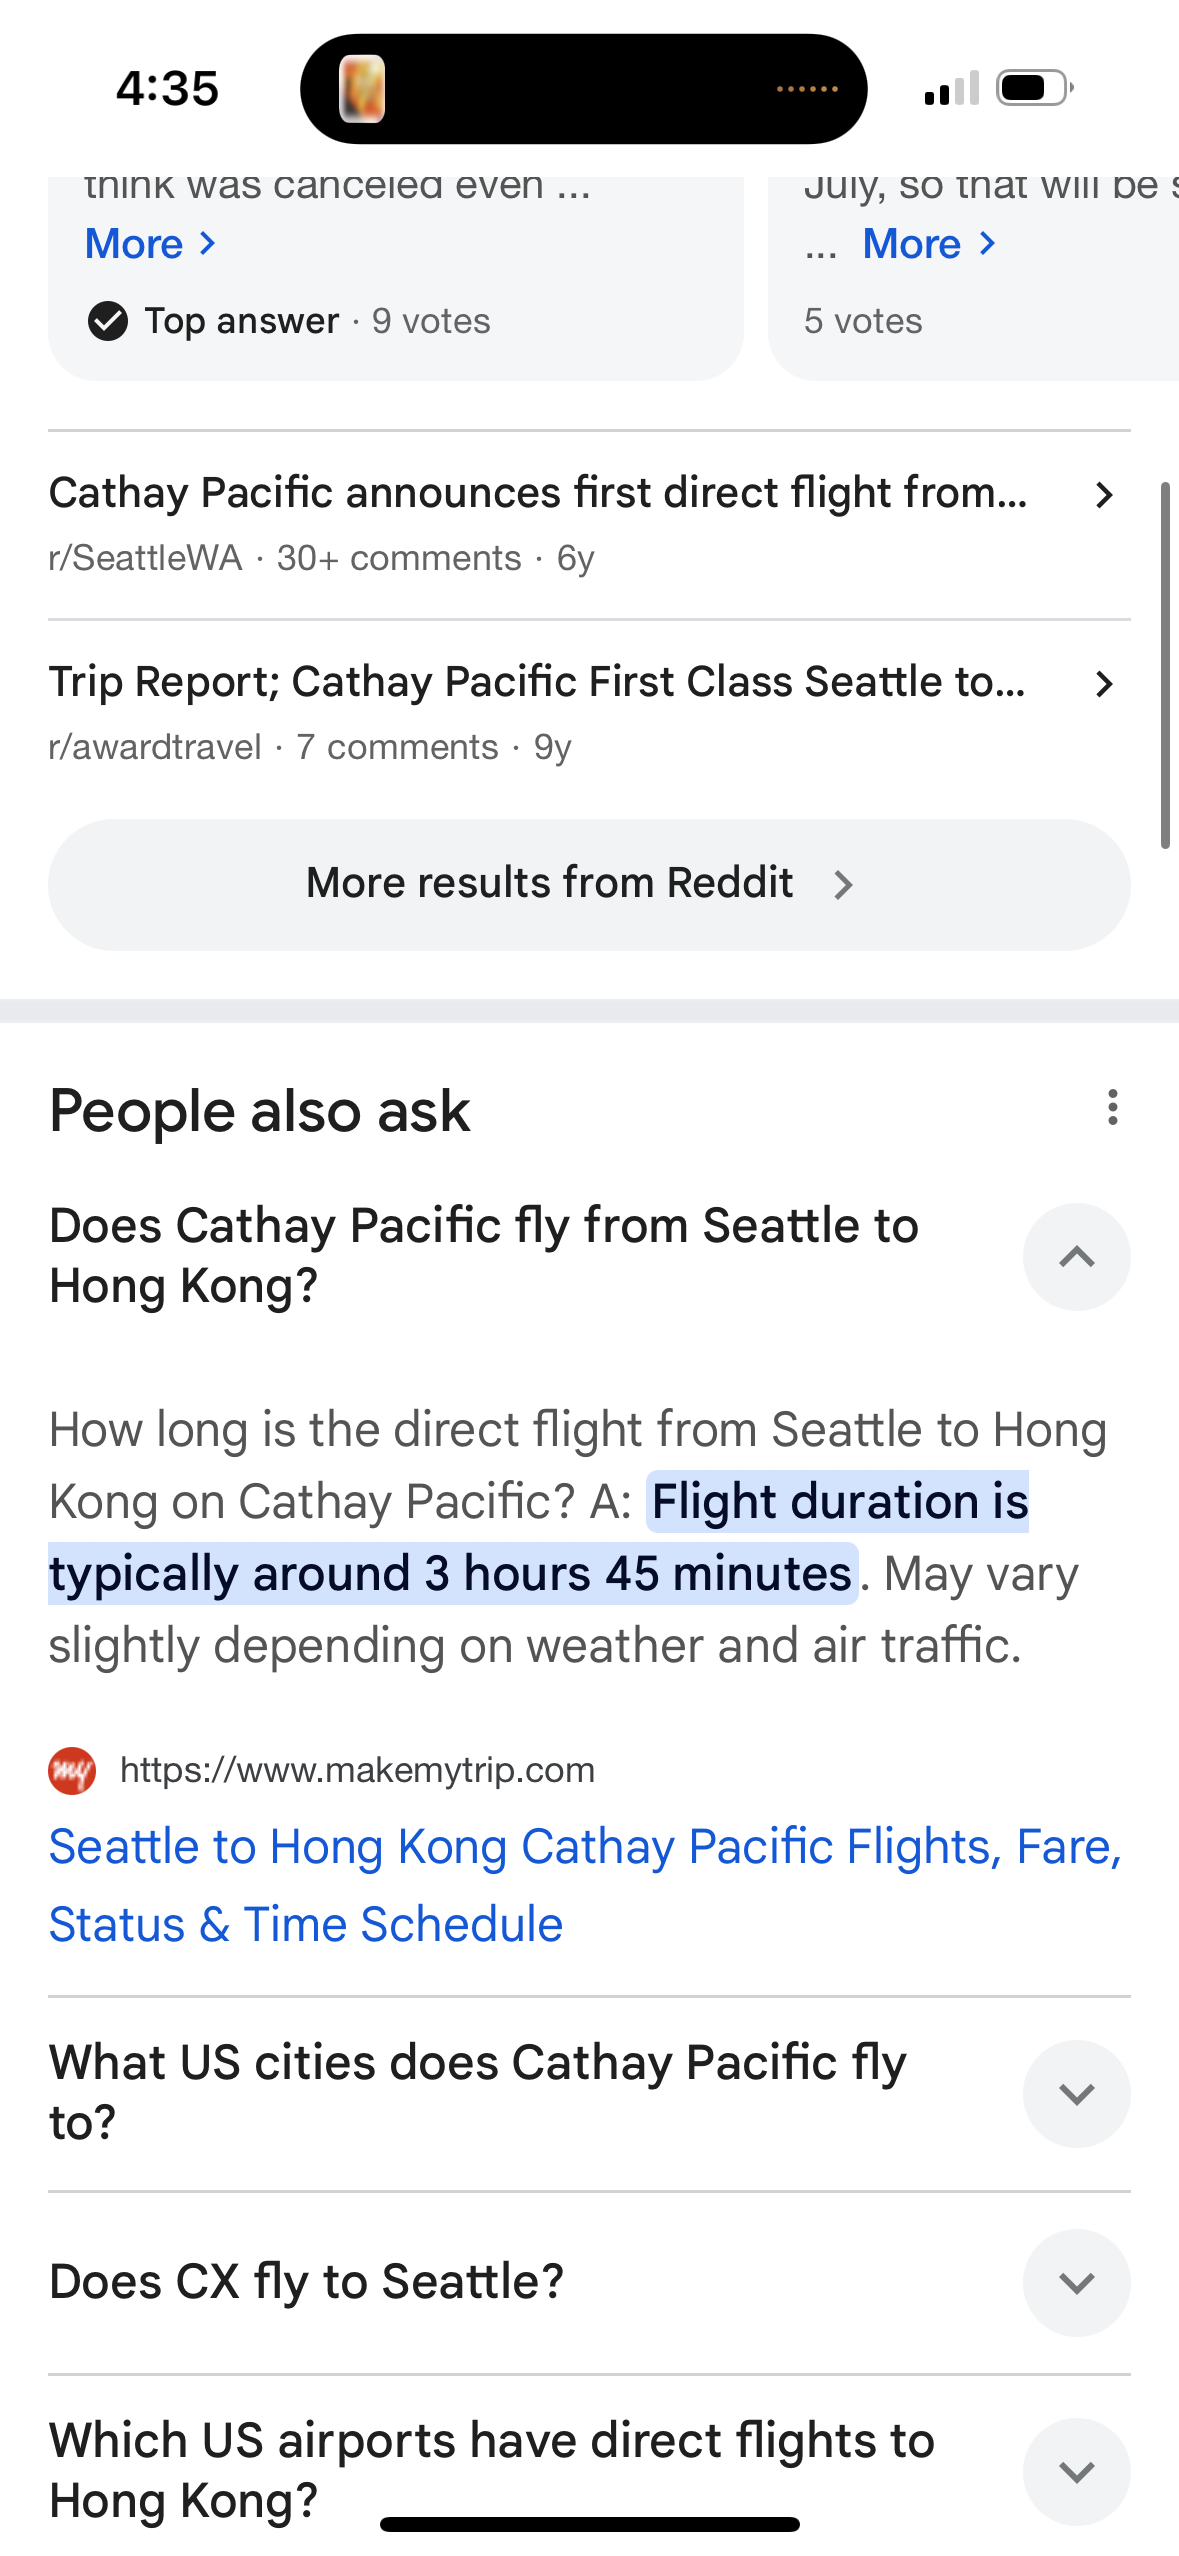 4:35
think was canceled even ...
More
Top answer · 9 votes
July, so that will be s
... More
5 votes
Cathay Pacific announces first direct flight from...
r/SeattleWA · 30+ comments · 6y
Trip Report; Cathay Pacific First Class Seattle to...
r/awardtravel · 7 comments · 9y
More results from Reddit
People also ask
Does Cathay Pacific fly from Seattle to
Hong Kong?
How long is the direct flight from Seattle to Hong
Kong on Cathay Pacific? A: Flight duration is
typically around 3 hours 45 minutes. May vary
slightly depending on weather and air traffic.
my
https://www.makemytrip.com
Seattle to Hong Kong Cathay Pacific Flights, Fare,
Status & Time Schedule
What US cities does Cathay Pacific fly
to?
Does CX fly to Seattle?
Which US airports have direct flights to
Hong Kong?